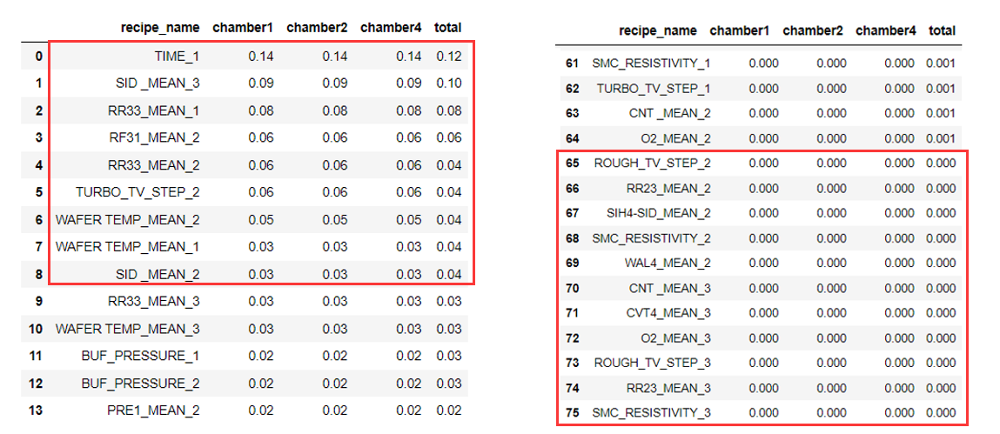 recipe_name chamber1 chamber2 chamber4 total
0 TIME_1 0.14 0.14 0.14 0.12
1 SID _MEAN_3 0.09 0.09 0.09 0.10
2 RR33_MEAN_1 0.08 0.08 0.08 0.08
3 RF31_MEAN_2 0.06 0.06 0.06 0.06
4 RR33_MEAN_2 0.06 0.06 0.06 0.04
5 TURBO_TV_STEP_2 0.06 0.06 0.06 0.04
6 WAFER TEMP_MEAN_2 0.05 0.05 0.05 0.04
7 WAFER TEMP_MEAN_1 0.03 0.03 0.03 0.04
8 SID _MEAN_2 0.03 0.03 0.03 0.04
9 RR33_MEAN_3 0.03 0.03 0.03 0.03
10 WAFER TEMP_MEAN_3 0.03 0.03 0.03 0.03
11 BUF_PRESSURE_1 0.02 0.02 0.02 0.03
12 BUF_PRESSURE_2 0.02 0.02 0.02 0.03
13 PRE1_MEAN_2 0.02 0.02 0.02 0.02
recipe_name chamber1 chamber2 chamber4 total
61 SMC_RESISTIVITY_1 0.000 0.000 0.000 0.001
62 TURBO_TV_STEP_1 0.000 0.000 0.000 0.001
63 CNT _MEAN_2 0.000 0.000 0.000 0.001
64 O2_MEAN_2 0.000 0.000 0.000 0.001
65 ROUGH_TV_STEP_2 0.000 0.000 0.000 0.000
66 RR23_MEAN_2 0.000 0.000 0.000 0.000
67 SIH4-SID_MEAN_2 0.000 0.000 0.000 0.000
68 SMC_RESISTIVITY_2 0.000 0.000 0.000 0.000
69 WAL4_MEAN_2 0.000 0.000 0.000 0.000
70 CNT _MEAN_3 0.000 0.000 0.000 0.000
71 CVT4_MEAN_3 0.000 0.000 0.000 0.000
72 O2_MEAN_3 0.000 0.000 0.000 0.000
73 ROUGH_TV_STEP_3 0.000 0.000 0.000 0.000
74 RR23_MEAN_3 0.000 0.000 0.000 0.000
75 SMC_RESISTIVITY_3 0.000 0.000 0.000 0.000